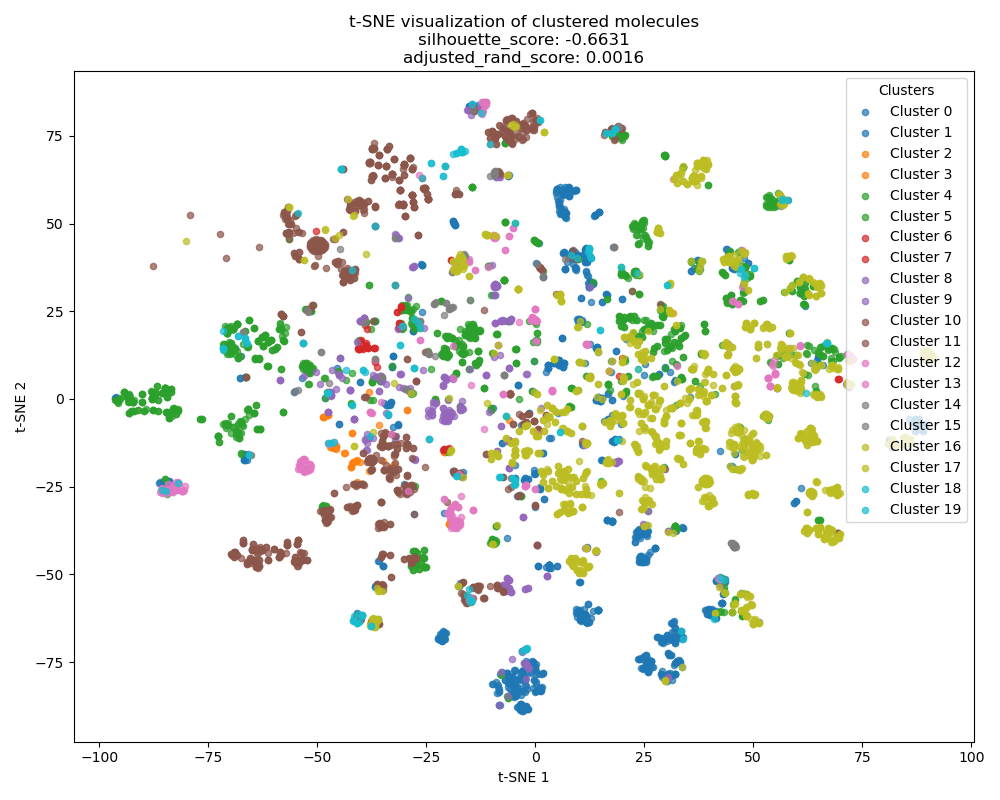 t-SNE visualization of clustered molecules
silhouette_score: -0.6631
adjusted_rand_score: 0.0016
Clusters
Cluster 0
Cluster 1
Cluster 2
Cluster 3
Cluster 4
Cluster 5
Cluster 6
Cluster 7
Cluster 8
Cluster 9
Cluster 10
Cluster 11
Cluster 12
Cluster 13
Cluster 14
Cluster 15
Cluster 16
Cluster 17
Cluster 18
Cluster 19
t-SNE 2
75
50
25
0
−25
−50
−75
−100
−75
−50
−25
0
25
50
75
100
t-SNE 1